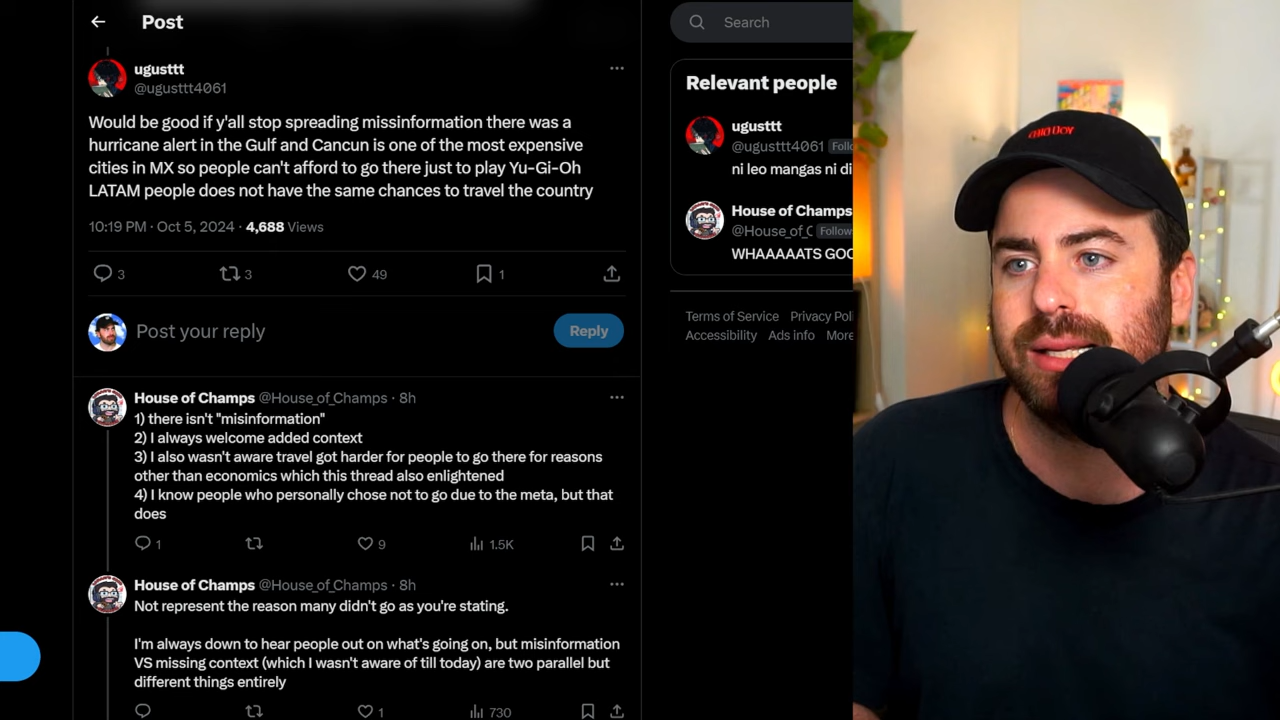 Post
Search
ugusttt
@ugusttt4061
Would be good if y'all stop spreading missinformation there was a
hurricane alert in the Gulf and Cancun is one of the most expensive
cities in MX so people can't afford to go there just to play Yu-Gi-Oh
LATAM people does not have the same chances to travel the country
10:19 PM · Oct 5, 2024 · 4,688 Views
3 3 49 1
Post your reply
Reply
House of Champs @House_of_Champs · 8h
1) there isn't "misinformation"
2) I always welcome added context
3) I also wasn't aware travel got harder for people to go there for reasons
other than economics which this thread also enlightened
4) I know people who personally chose not to go due to the meta, but that
does
1 9 1.5K
House of Champs @House_of_Champs · 8h
Not represent the reason many didn't go as you're stating.
I'm always down to hear people out on what's going on, but misinformation
VS missing context (which I wasn't aware of till today) are two parallel but
different things entirely
1 730
Relevant people
ugusttt
@ugusttt4061 Follo
ni leo mangas ni di
House of Champs
@House_of_C Follow
WHAAAAATS GOO
Terms of Service Privacy Poli
Accessibility Ads info More